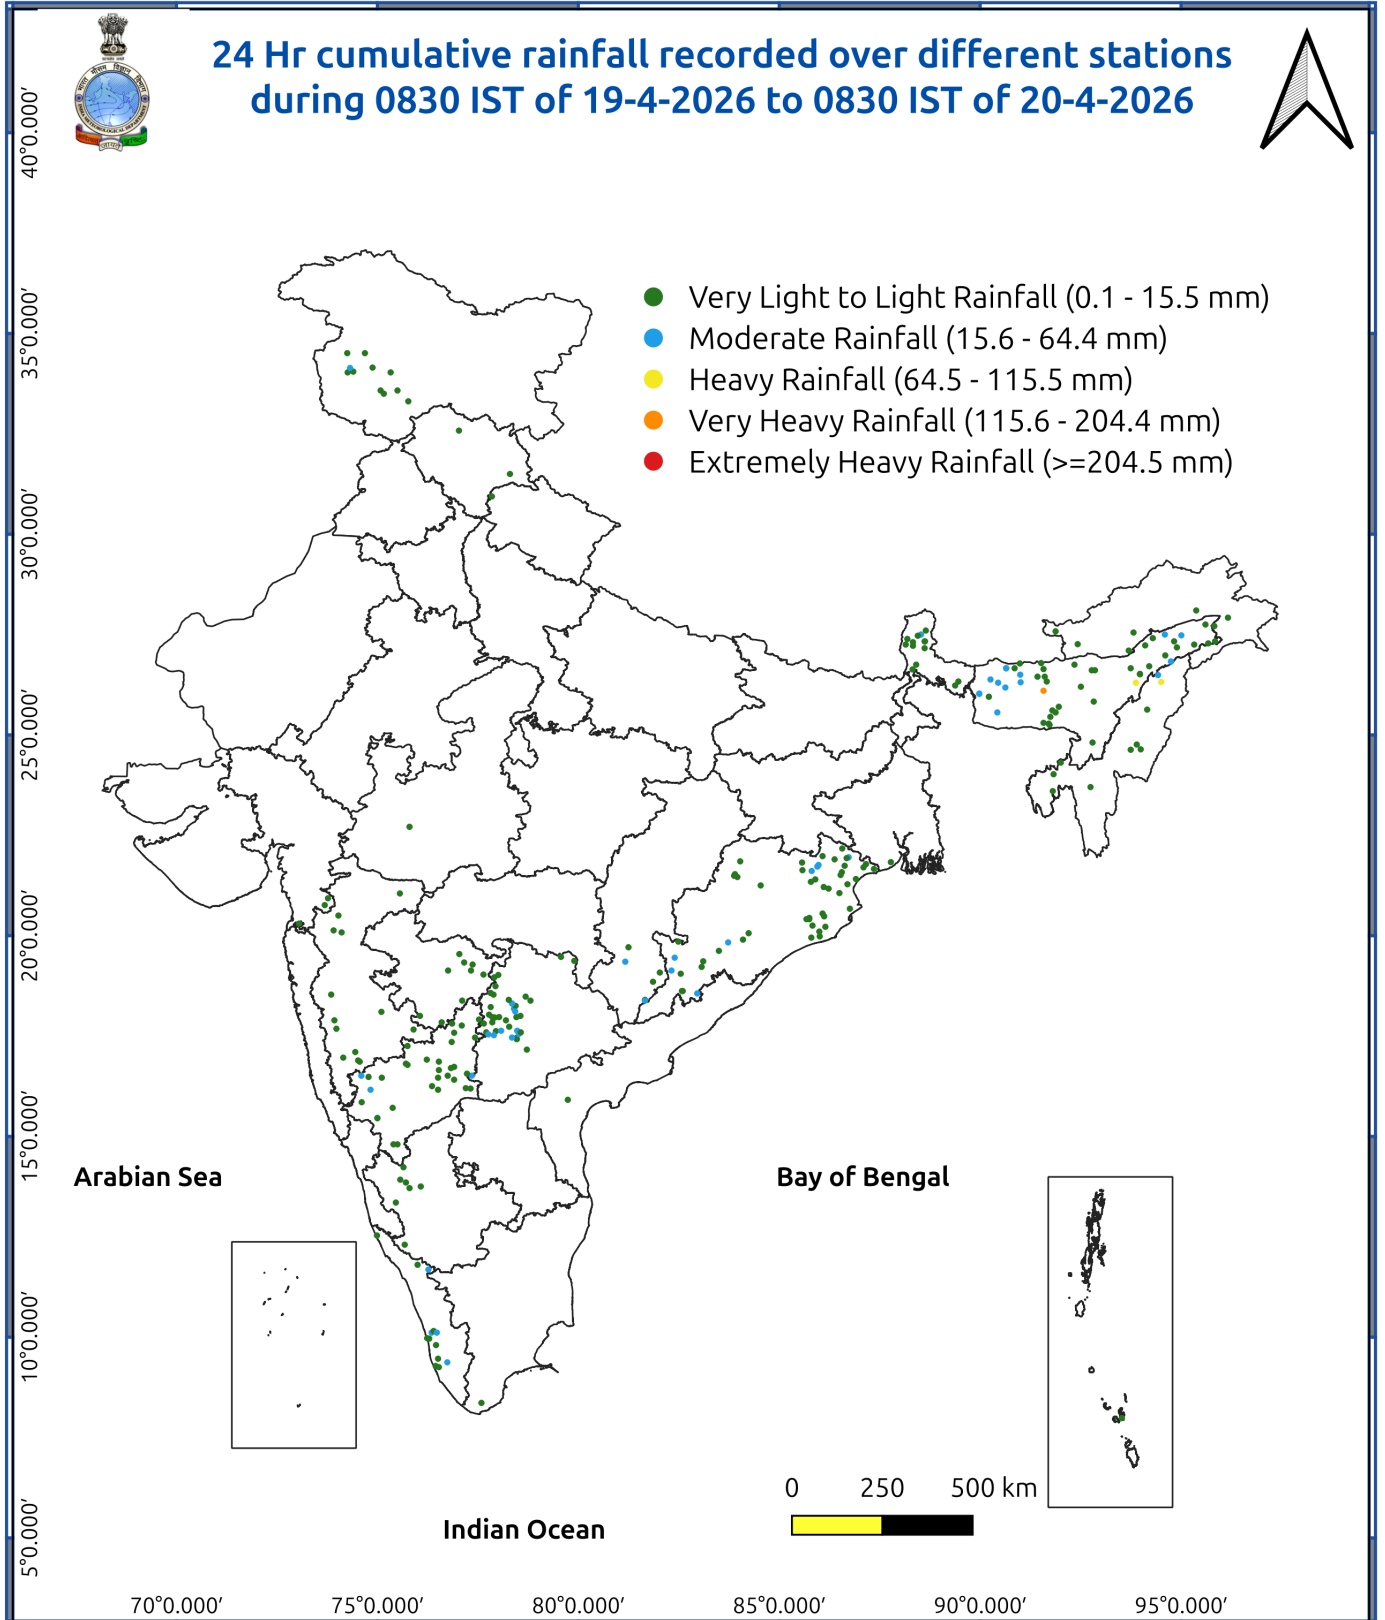 24 Hr cumulative rainfall recorded over different stations
during 0830 IST of 19-4-2026 to 0830 IST of 20-4-2026
Very Light to Light Rainfall (0.1 - 15.5 mm)
Moderate Rainfall (15.6 - 64.4 mm)
Heavy Rainfall (64.5 - 115.5 mm)
Very Heavy Rainfall (115.6 - 204.4 mm)
Extremely Heavy Rainfall (>=204.5 mm)
40°0.000′
35°0.000′
30°0.000′
25°0.000′
20°0.000′
15°0.000′
10°0.000′
5°0.000′
Arabian Sea
Bay of Bengal
Indian Ocean
0 250 500 km
70°0.000′ 75°0.000′ 80°0.000′ 85°0.000′ 90°0.000′ 95°0.000′